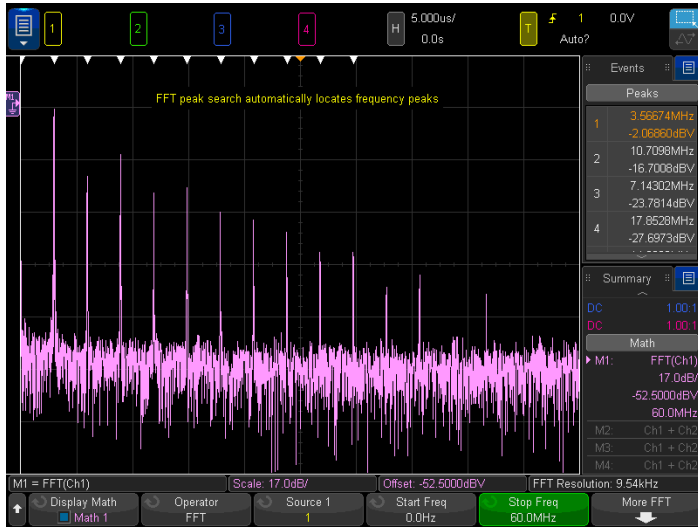 1
2
3
4
H
5.000us/
0.0s
T
1
0.0V
Auto?
M1
FFT peak search automatically locates frequency peaks
Events
Peaks
1
3.56674MHz
-2.06860dBV
2
10.7098MHz
-16.7008dBV
3
7.14302MHz
-23.7814dBV
4
17.8528MHz
-27.6973dBV
Summary
DC
1.00:1
DC
1.00:1
Math
M1:
FFT(Ch1)
17.0dB/
-52.5000dBV
60.0MHz
M2:
Ch1 + Ch2
M3:
Ch1 + Ch2
M4:
Ch1 + Ch2
M1 = FFT(Ch1)
Scale: 17.0dB/
Offset: -52.5000dBV
FFT Resolution: 9.54kHz
Display Math
Math 1
Operator
FFT
Source 1
1
Start Freq
0.0Hz
Stop Freq
60.0MHz
More FFT